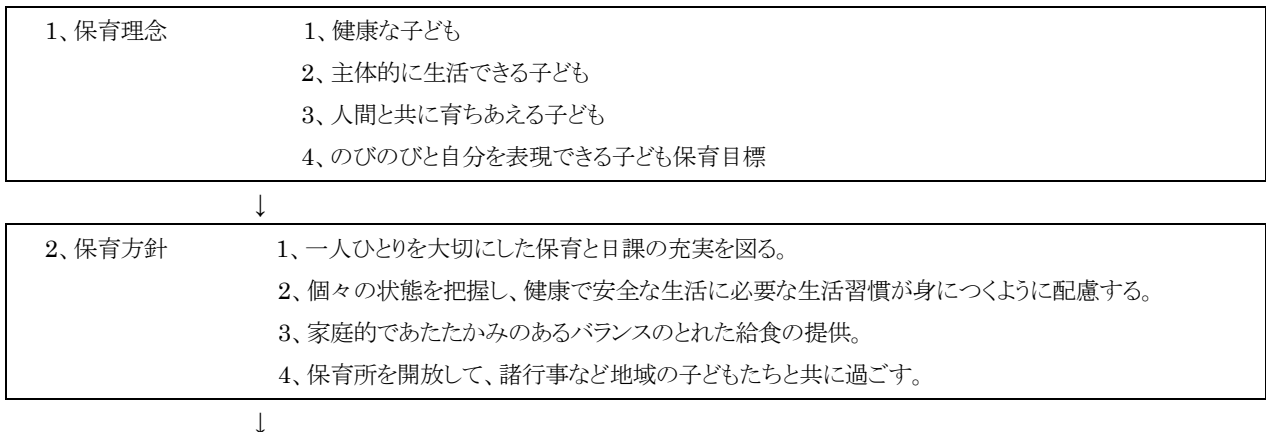 1、保育理念 1、健康な子ども
2、主体的に生活できる子ども
3、人間と共に育ちあえる子ども
4、のびのびと自分を表現できる子ども保育目標
↓
2、保育方針 1、一人ひとりを大切にした保育と日課の充実を図る。
2、個々の状態を把握し、健康で安全な生活に必要な生活習慣が身につくように配慮する。
3、家庭的であたたかみのあるバランスのとれた給食の提供。
4、保育所を開放して、諸行事など地域の子どもたちと共に過ごす。
↓